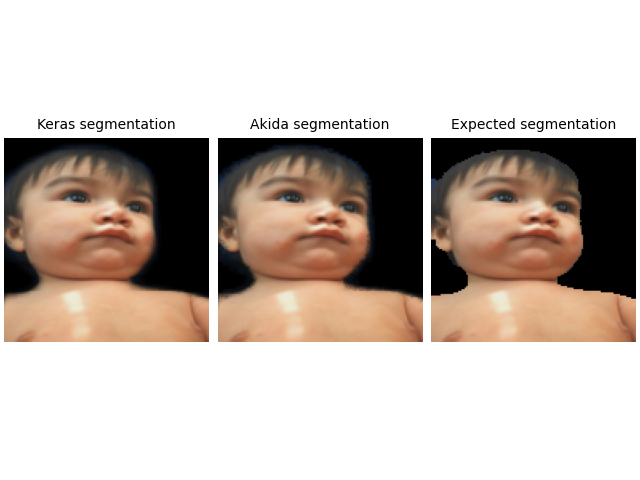 Keras segmentation
Akida segmentation
Expected segmentation